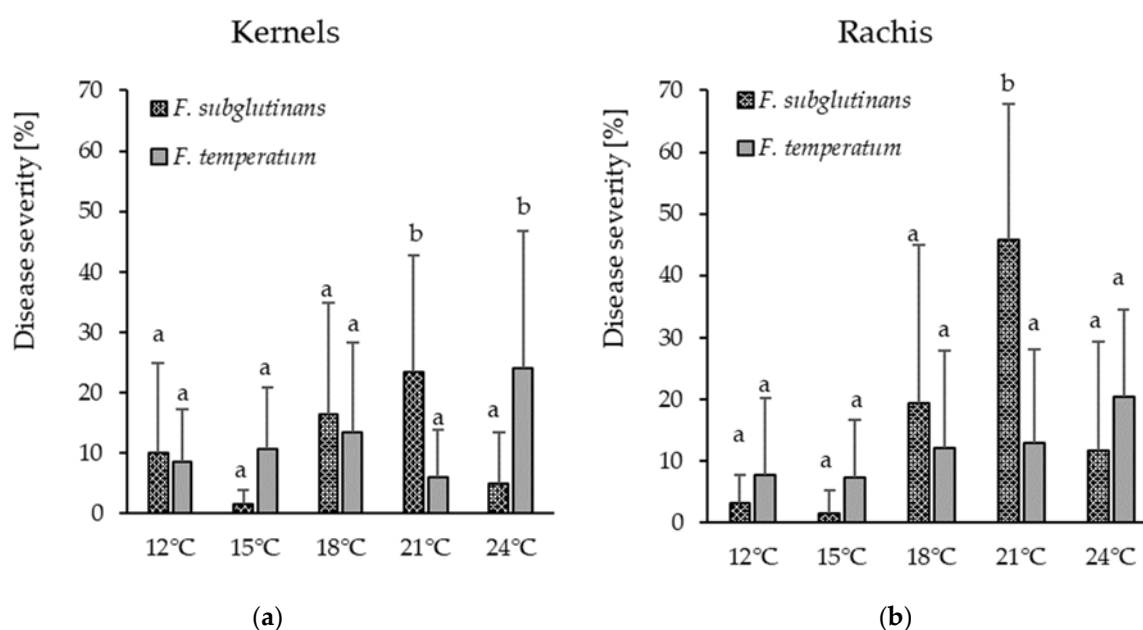 Kernels
Disease severity [%]
70
60
50
40
30
20
10
0
F. subglutinans
F. temperatum
a
a
a
a
a
a
b
a
a
b
12°C
15°C
18°C
21°C
24°C
(a)
Rachis
Disease severity [%]
70
60
50
40
30
20
10
0
F. subglutinans
F. temperatum
a
a
a
a
a
a
b
a
a
a
12°C
15°C
18°C
21°C
24°C
(b)